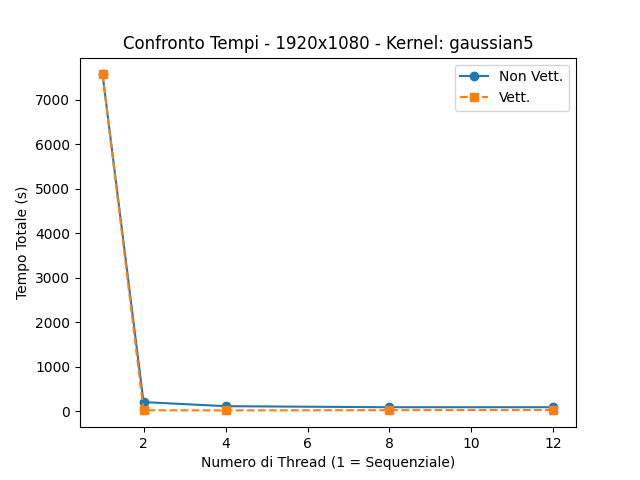 Confronto Tempi - 1920x1080 - Kernel: gaussian5
Non Vett.
Vett.
Tempo Totale (s)
7000
6000
5000
4000
3000
2000
1000
0
2
4
6
8
10
12
Numero di Thread (1 = Sequenziale)